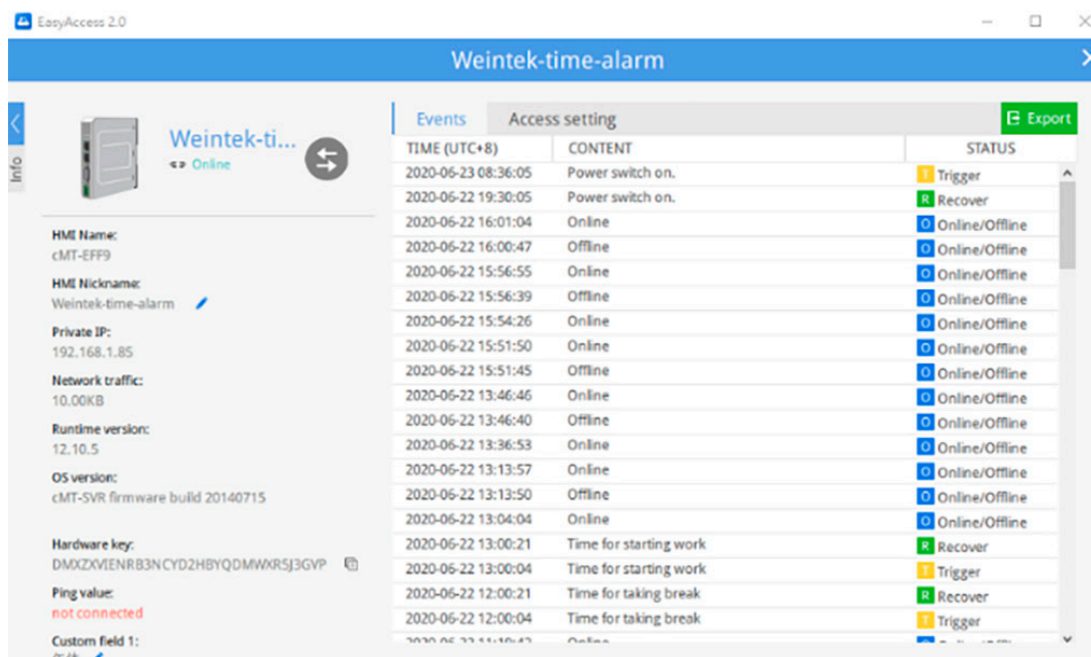 EasyAccess 2.0
Weintek-time-alarm
Info
Weintek-ti...
Online
HMI Name:
cMT-EFF9
HMI Nickname:
Weintek-time-alarm
Private IP:
192.168.1.85
Network traffic:
10.00KB
Runtime version:
12.10.5
OS version:
cMT-SVR firmware build 20140715
Hardware key:
DMXZXVIENRB3NCYD2HBYQDMWXRSJ3GVP
Ping value:
not connected
Custom field 1:
Events Access setting Export
TIME (UTC+8) CONTENT STATUS
2020-06-23 08:36:05 Power switch on. T Trigger
2020-06-22 19:30:05 Power switch on. R Recover
2020-06-22 16:01:04 Online O Online/Offline
2020-06-22 16:00:47 Offline O Online/Offline
2020-06-22 15:56:55 Online O Online/Offline
2020-06-22 15:56:39 Offline O Online/Offline
2020-06-22 15:54:26 Online O Online/Offline
2020-06-22 15:51:50 Online O Online/Offline
2020-06-22 15:51:45 Offline O Online/Offline
2020-06-22 13:46:46 Online O Online/Offline
2020-06-22 13:46:40 Offline O Online/Offline
2020-06-22 13:36:53 Online O Online/Offline
2020-06-22 13:13:57 Online O Online/Offline
2020-06-22 13:13:50 Offline O Online/Offline
2020-06-22 13:04:04 Online O Online/Offline
2020-06-22 13:00:21 Time for starting work R Recover
2020-06-22 13:00:04 Time for starting work T Trigger
2020-06-22 12:00:21 Time for taking break R Recover
2020-06-22 12:00:04 Time for taking break T Trigger